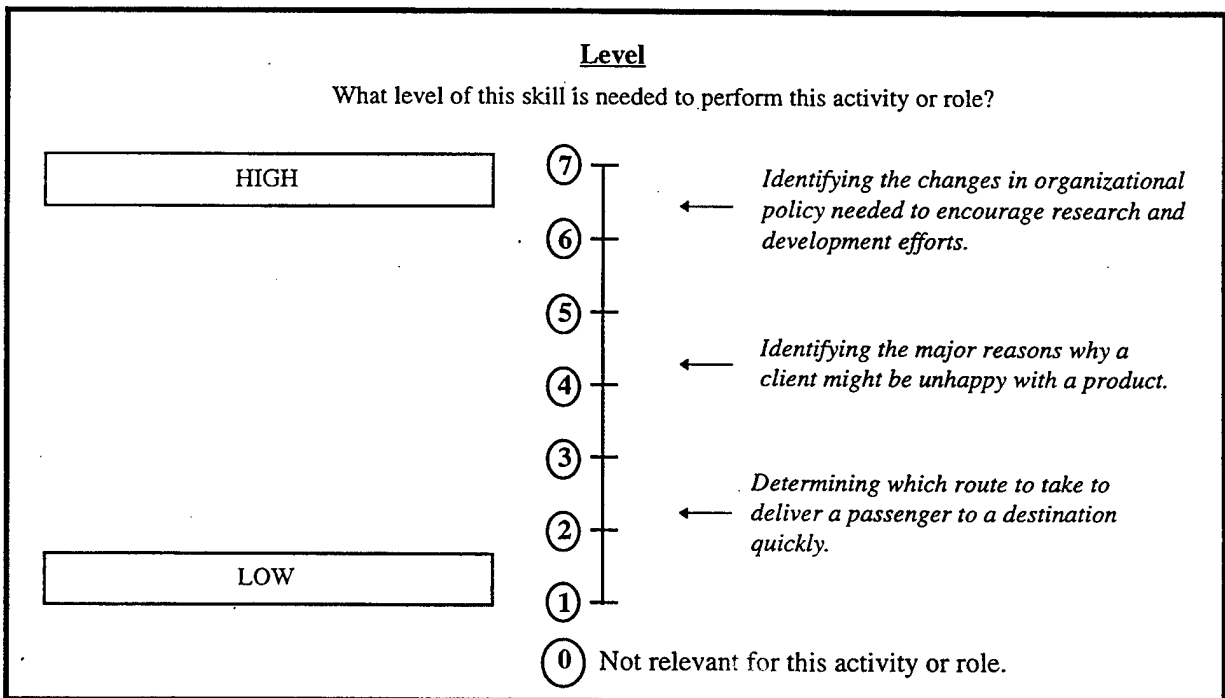 Level
What level of this skill is needed to perform this activity or role?
HIGH
7
Identifying the changes in organizational
policy needed to encourage research and
development efforts.
6
5
Identifying the major reasons why a
client might be unhappy with a product.
4
3
Determining which route to take to
deliver a passenger to a destination
quickly.
2
LOW
1
0 Not relevant for this activity or role.